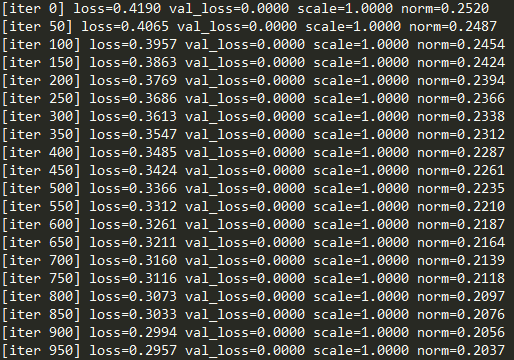 [iter 0] loss=0.4190 val_loss=0.0000 scale=1.0000 norm=0.2520
[iter 50] loss=0.4065 val_loss=0.0000 scale=1.0000 norm=0.2487
[iter 100] loss=0.3957 val_loss=0.0000 scale=1.0000 norm=0.2454
[iter 150] loss=0.3863 val_loss=0.0000 scale=1.0000 norm=0.2424
[iter 200] loss=0.3769 val_loss=0.0000 scale=1.0000 norm=0.2394
[iter 250] loss=0.3686 val_loss=0.0000 scale=1.0000 norm=0.2366
[iter 300] loss=0.3613 val_loss=0.0000 scale=1.0000 norm=0.2338
[iter 350] loss=0.3547 val_loss=0.0000 scale=1.0000 norm=0.2312
[iter 400] loss=0.3485 val_loss=0.0000 scale=1.0000 norm=0.2287
[iter 450] loss=0.3424 val_loss=0.0000 scale=1.0000 norm=0.2261
[iter 500] loss=0.3366 val_loss=0.0000 scale=1.0000 norm=0.2235
[iter 550] loss=0.3312 val_loss=0.0000 scale=1.0000 norm=0.2210
[iter 600] loss=0.3261 val_loss=0.0000 scale=1.0000 norm=0.2187
[iter 650] loss=0.3211 val_loss=0.0000 scale=1.0000 norm=0.2164
[iter 700] loss=0.3160 val_loss=0.0000 scale=1.0000 norm=0.2139
[iter 750] loss=0.3116 val_loss=0.0000 scale=1.0000 norm=0.2118
[iter 800] loss=0.3073 val_loss=0.0000 scale=1.0000 norm=0.2097
[iter 850] loss=0.3033 val_loss=0.0000 scale=1.0000 norm=0.2076
[iter 900] loss=0.2994 val_loss=0.0000 scale=1.0000 norm=0.2056
[iter 950] loss=0.2957 val_loss=0.0000 scale=1.0000 norm=0.2037